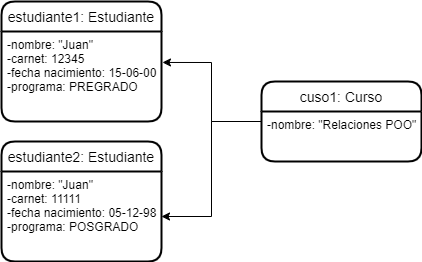 estudiante1: Estudiante
-nombre: "Juan"
-carnet: 12345
-fecha nacimiento: 15-06-00
-programa: PREGRADO
cuso1: Curso
-nombre: "Relaciones POO"
estudiante2: Estudiante
-nombre: "Juan"
-carnet: 11111
-fecha nacimiento: 05-12-98
-programa: POSGRADO